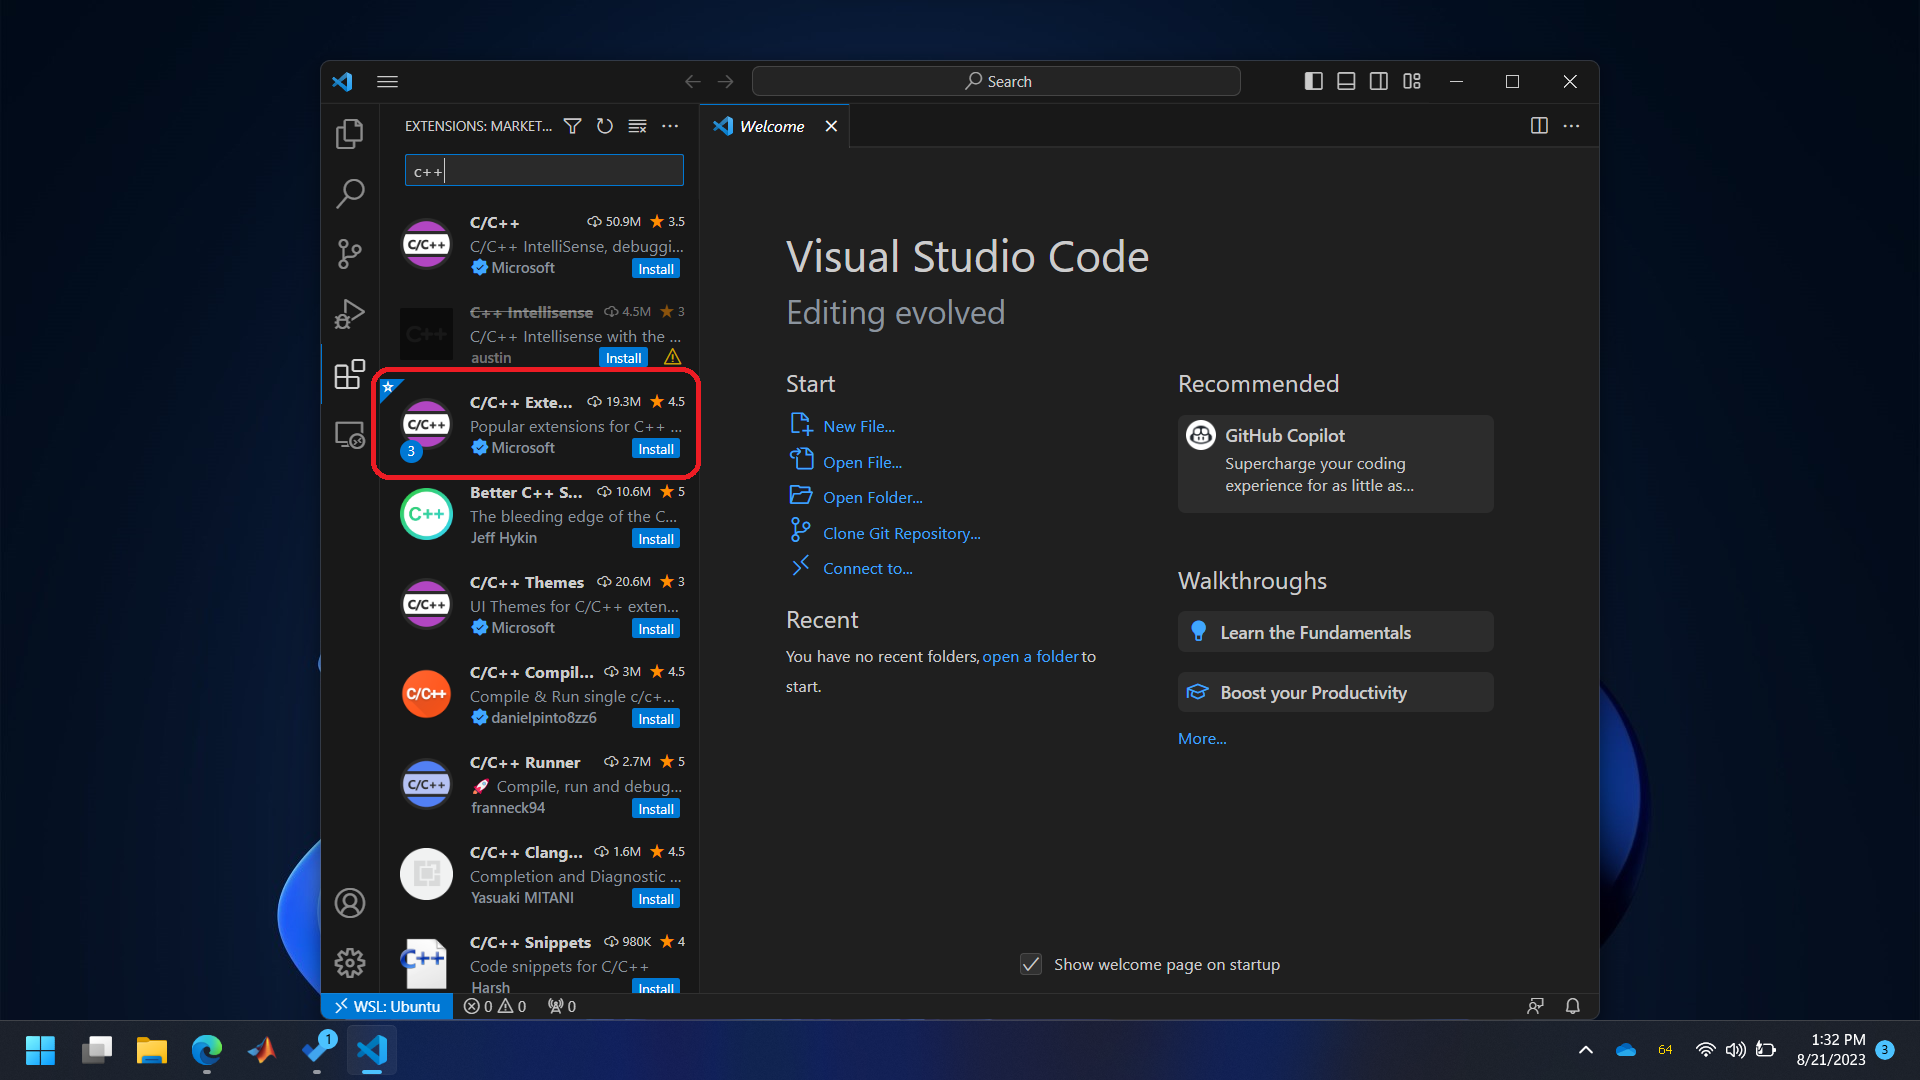 Search
EXTENSIONS: MARKET...
Welcome
c++
C/C++ 50.9M 3.5
C/C++ IntelliSense, debuggi...
Microsoft Install
C/C++
C++ Intellisense 4.5M 3
C/C++ Intellisense with the ...
austin Install
C++
C/C++ Exte... 19.3M 4.5
Popular extensions for C++ ...
Microsoft Install
C/C++
3
Better C++ S... 10.6M 5
The bleeding edge of the C...
Jeff Hykin Install
C++
C/C++ Themes 20.6M 3
UI Themes for C/C++ exten...
Microsoft Install
C/C++
C/C++ Compil... 3M 4.5
Compile & Run single c/c+...
danielpinto8zz6 Install
C/C++
C/C++ Runner 2.7M 5
🚀 Compile, run and debug...
franneck94 Install
C/C++
C/C++ Clang... 1.6M 4.5
Completion and Diagnostic ...
Yasuaki MITANI Install
C/C++ Snippets 980K 4
Code snippets for C/C++
Harsh Install
C++
Visual Studio Code
Editing evolved
Start
New File...
Open File...
Open Folder...
Clone Git Repository...
Connect to...
Recent
You have no recent folders, open a folder to
start.
Recommended
GitHub Copilot
Supercharge your coding
experience for as little as...
Walkthroughs
Learn the Fundamentals
Boost your Productivity
More...
Show welcome page on startup
WSL: Ubuntu 0 0 0
1
64
1:32 PM
8/21/2023
3